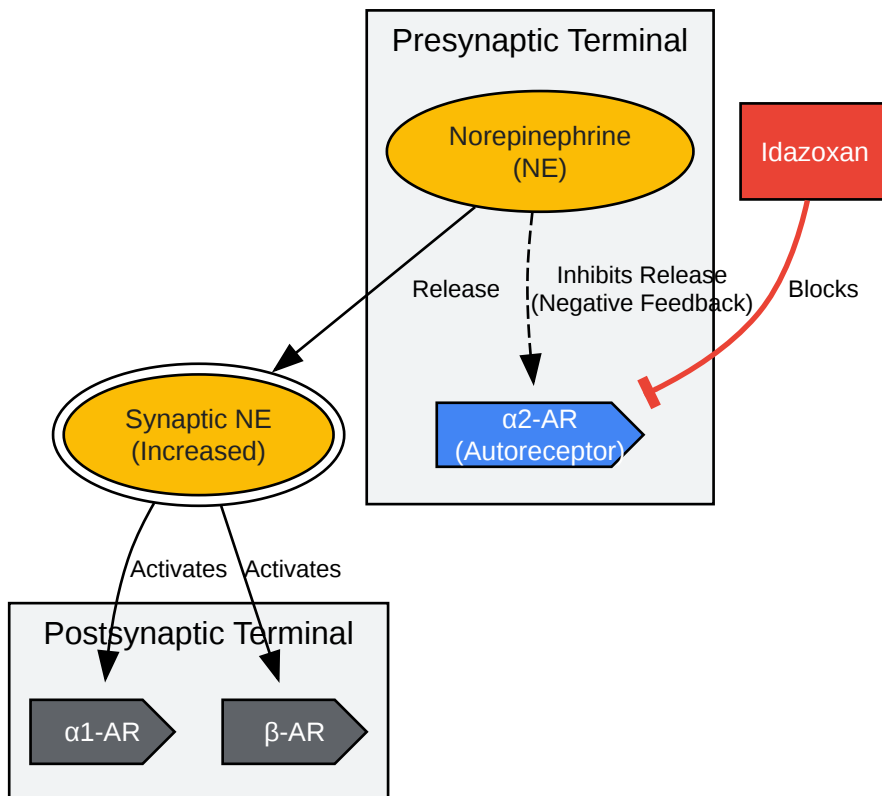 Presynaptic Terminal
Norepinephrine
(NE)
Idazoxan
Release
Inhibits Release
(Negative Feedback)
Blocks
Synaptic NE
(Increased)
α2-AR
(Autoreceptor)
Activates
Activates
Postsynaptic Terminal
α1-AR
β-AR